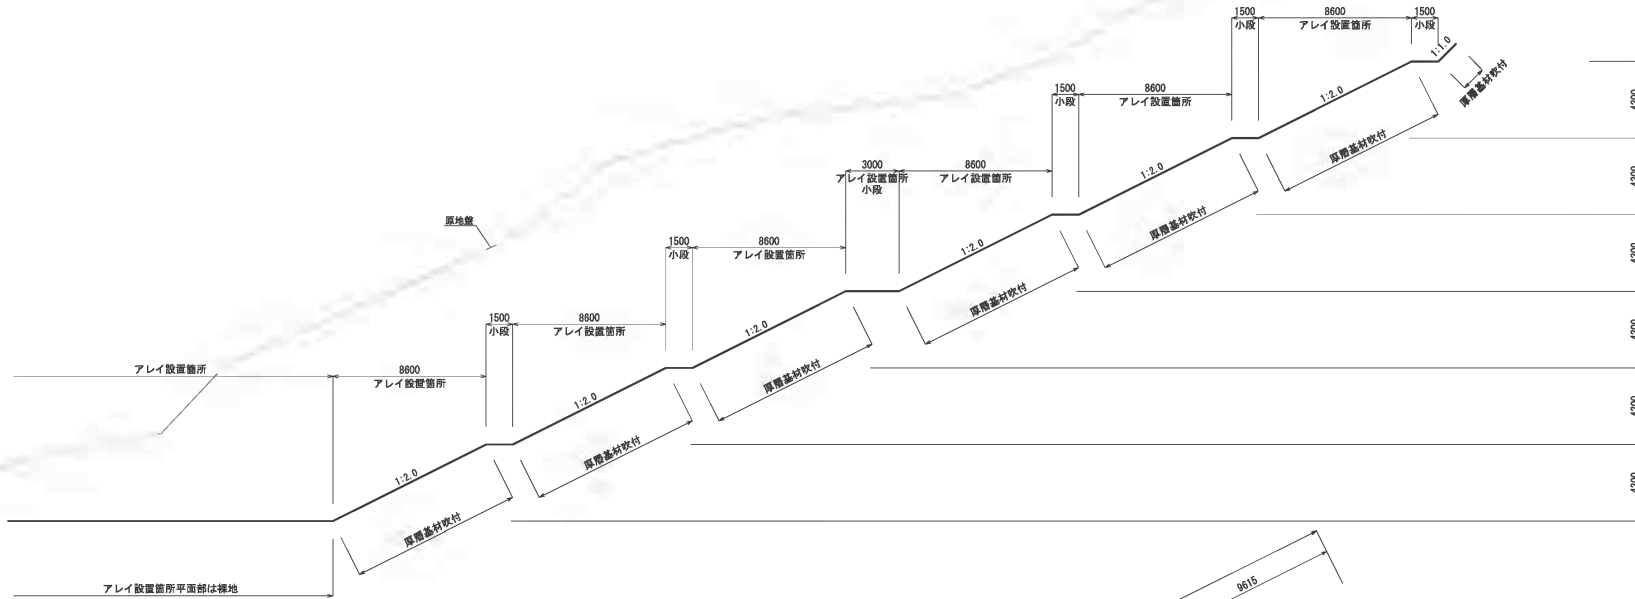 1500
8600
1500
小段
アレイ設置箇所
小段
1:1.0
厚層基材吹付
1500
8600
小段
アレイ設置箇所
1:2.0
厚層基材吹付
3000
8600
アレイ設置箇所
アレイ設置箇所
小段
1:2.0
厚層基材吹付
原地盤
1500
8600
小段
アレイ設置箇所
1:2.0
厚層基材吹付
1500
8600
小段
アレイ設置箇所
1:2.0
厚層基材吹付
アレイ設置箇所
8600
アレイ設置箇所
1:2.0
厚層基材吹付
1:2.0
厚層基材吹付
アレイ設置箇所平面部は裸地
9615